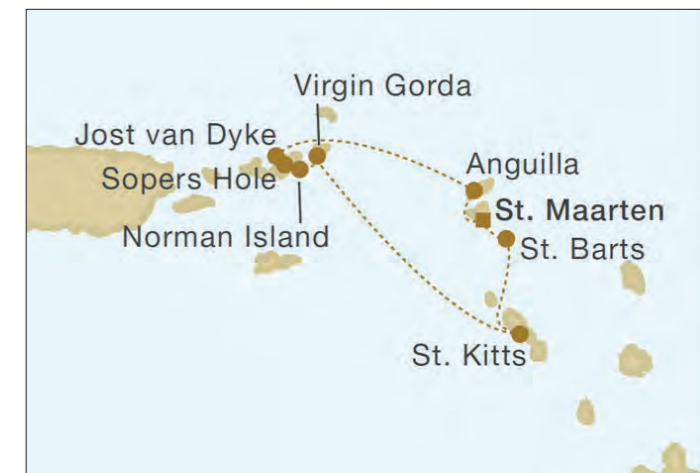 Virgin Gorda
Jost van Dyke
Sopers Hole
Norman Island
Anguilla
St. Maarten
St. Barts
St. Kitts